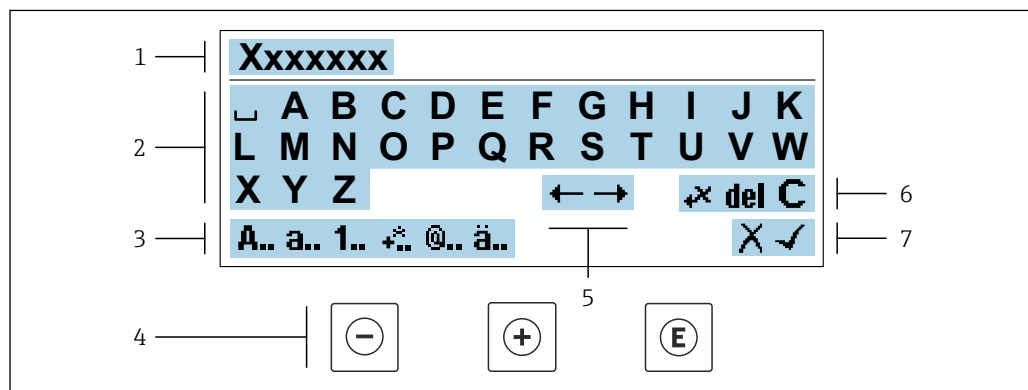 1 Xxxxxxx
2 ␣ A B C D E F G H I J K
L M N O P Q R S T U V W
X Y Z ← → ₊× del C 6
3 A.. a.. 1.. +*.. @.. ä.. X ✓ 7
5
4 − + E